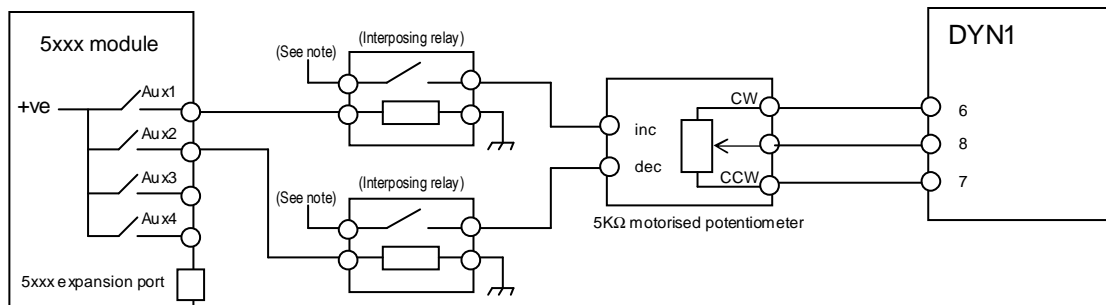 5xxx module
+ve
Aux1
Aux2
Aux3
Aux4
5xxx expansion port
(See note)
(Interposing relay)
(See note)
(Interposing relay)
inc
dec
CW
CCW
5KΩ motorised potentiometer
DYN1
6
8
7